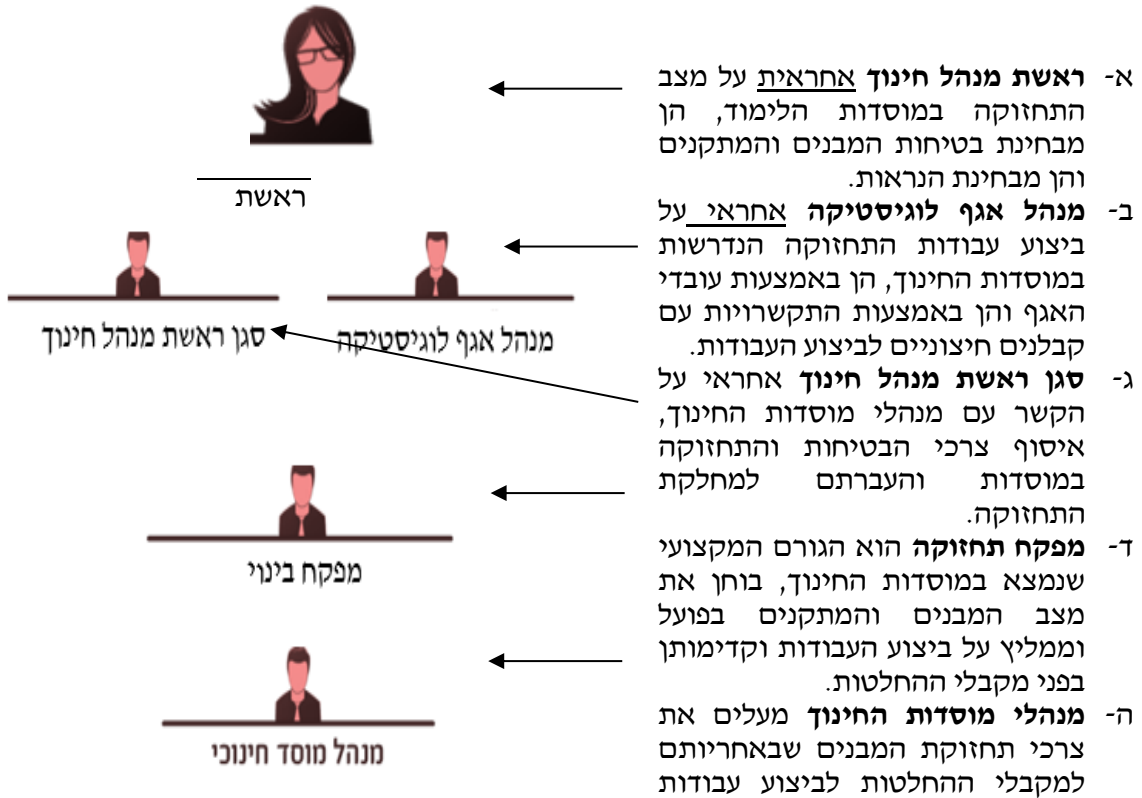 א- ראשת מנהל חינוך אחראית על מצב
התחזוקה במוסדות הלימוד, הן
מבחינת בטיחות המבנים והמתקנים
והן מבחינת הנראות.
ב- מנהל אגף לוגיסטיקה אחראי על
ביצוע עבודות התחזוקה הנדרשות
במוסדות החינוך, הן באמצעות עובדי
האגף והן באמצעות התקשרויות עם
קבלנים חיצוניים לביצוע העבודות.
ג- סגן ראשת מנהל חינוך אחראי על
הקשר עם מנהלי מוסדות החינוך,
איסוף צרכי הבטיחות והתחזוקה
במוסדות והעברתם למחלקת
התחזוקה.
ד- מפקח תחזוקה הוא הגורם המקצועי
שנמצא במוסדות החינוך, בוחן את
מצב המבנים והמתקנים בפועל
וממליץ על ביצוע העבודות וקדימותן
בפני מקבלי ההחלטות.
ה- מנהלי מוסדות החינוך מעלים את
צרכי תחזוקת המבנים שבאחריותם
למקבלי ההחלטות לביצוע עבודות
ראשת
מנהל אגף לוגיסטיקה
סגן ראשת מנהל חינוך
מפקח בינוי
מנהל מוסד חינוכי